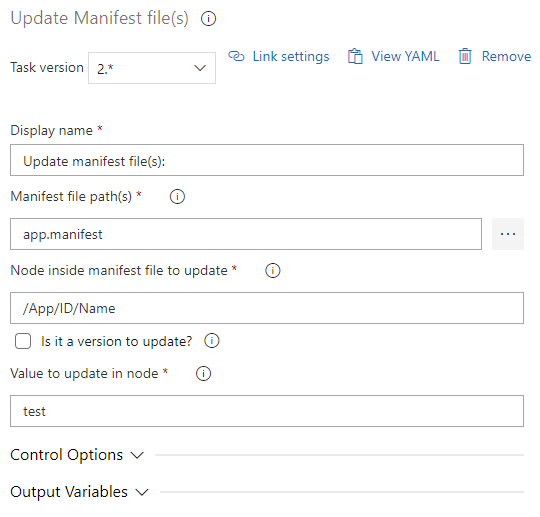 Update Manifest file(s)
Task version 2.* Link settings View YAML Remove
Display name *
Update manifest file(s):
Manifest file path(s) *
app.manifest ...
Node inside manifest file to update *
/App/ID/Name
Is it a version to update?
Value to update in node *
test
Control Options
Output Variables